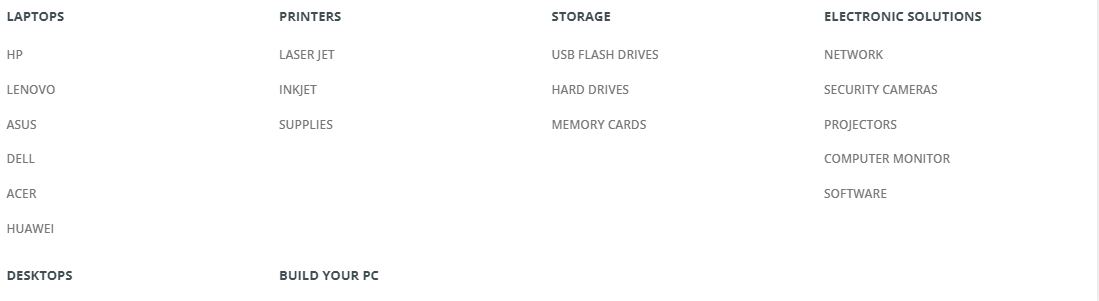 LAPTOPS
HP
LENOVO
ASUS
DELL
ACER
HUAWEI
PRINTERS
LASER JET
INKJET
SUPPLIES
STORAGE
USB FLASH DRIVES
HARD DRIVES
MEMORY CARDS
ELECTRONIC SOLUTIONS
NETWORK
SECURITY CAMERAS
PROJECTORS
COMPUTER MONITOR
SOFTWARE
DESKTOPS
BUILD YOUR PC